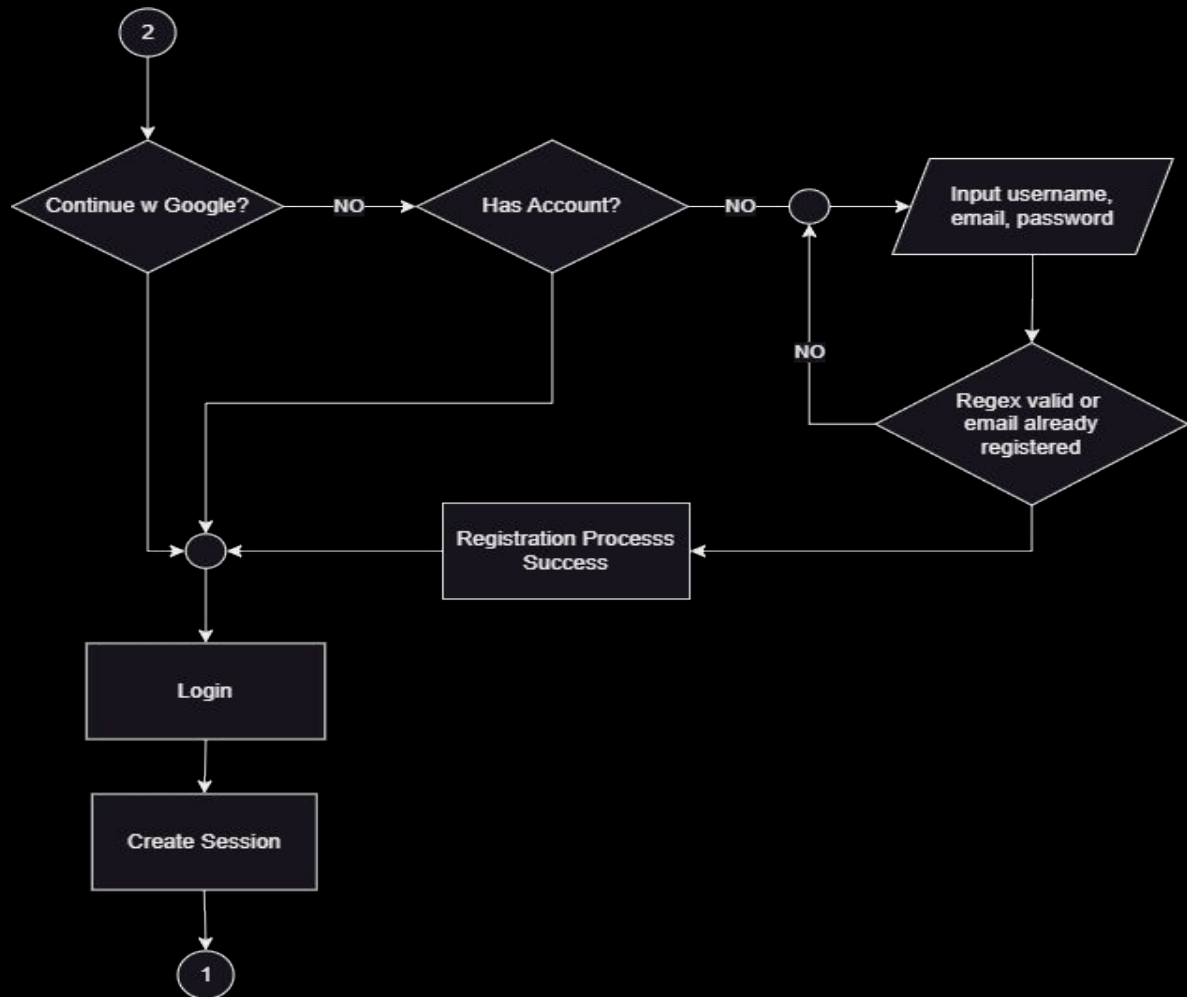 2
Continue w Google?
NO
Has Account?
NO
Input username,
email, password
NO
Regex valid or
email already
registered
Registration Processs
Success
Login
Create Session
1